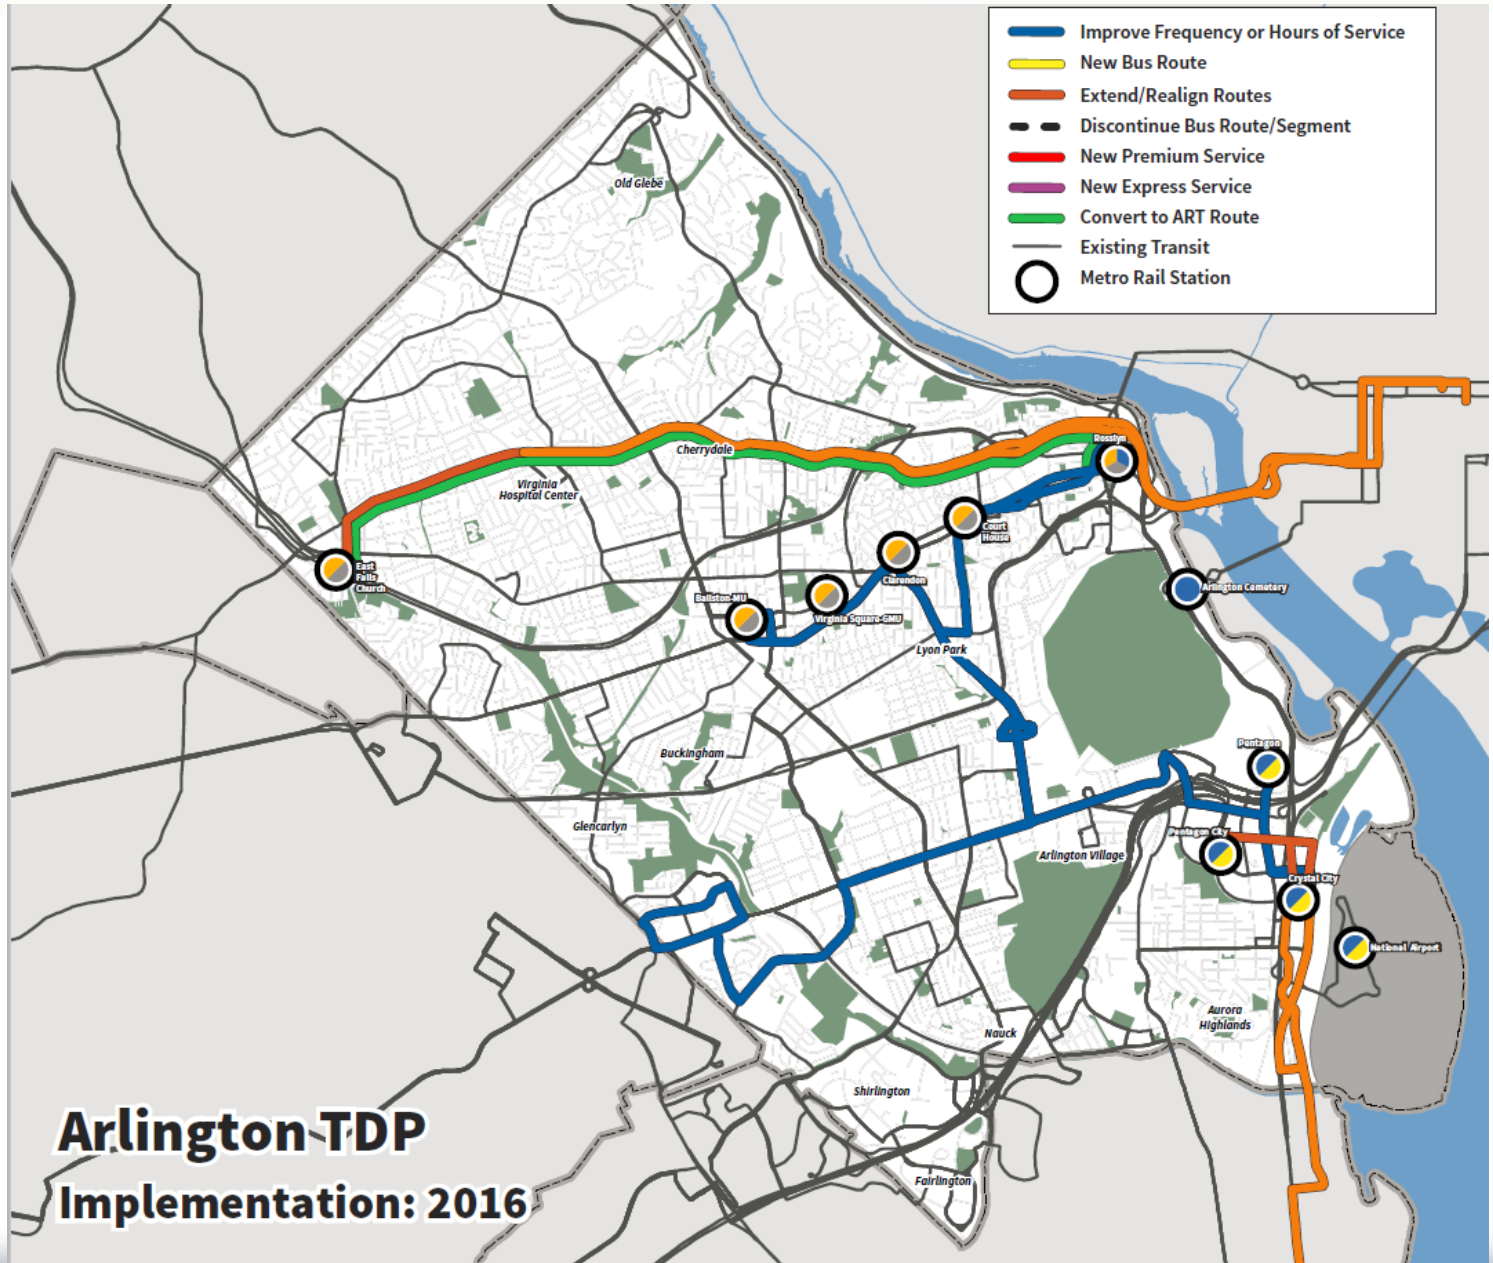 Improve Frequency or Hours of Service
New Bus Route
Extend/Realign Routes
Discontinue Bus Route/Segment
New Premium Service
New Express Service
Convert to ART Route
Existing Transit
Metro Rail Station
Old Glebe
Rosslyn
Cherrydale
Virginia
Hospital Center
Court
House
East
Falls
Church
Clarendon
Arlington Cemetery
Ballston-MU
Virginia Square-GMU
Lyon Park
Pentagon
Buckingham
Glencarlyn
Pentagon City
Arlington Village
Crystal City
National Airport
Aurora
Highlands
Nauck
Shirlington
Fairlington
Arlington TDP
Implementation: 2016